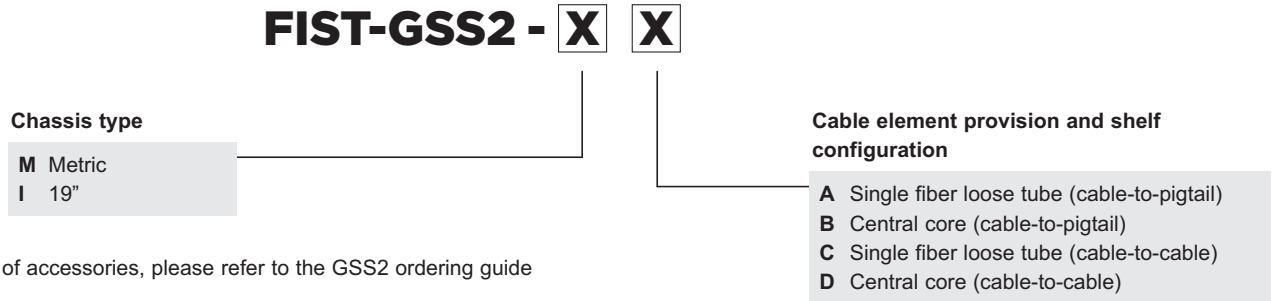 FIST-GSS2 - X X
Chassis type
M Metric
I 19”
Cable element provision and shelf
configuration
A Single fiber loose tube (cable-to-pigtail)
B Central core (cable-to-pigtail)
C Single fiber loose tube (cable-to-cable)
D Central core (cable-to-cable)
of accessories, please refer to the GSS2 ordering guide